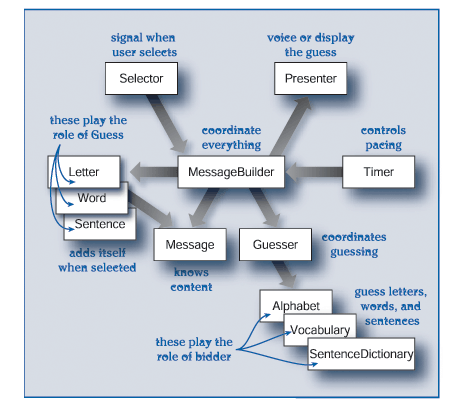 signal when
user selects
voice or display
the guess
Selector
Presenter
these play the
role of Guess
coordinate
everything
controls
pacing
Letter
MessageBuilder
Timer
Word
Sentence
Message
Guesser
coordinates
guessing
adds itself
when selected
knows
content
Alphabet
guess letters,
words, and
sentences
Vocabulary
these play the
role of bidder
SentenceDictionary